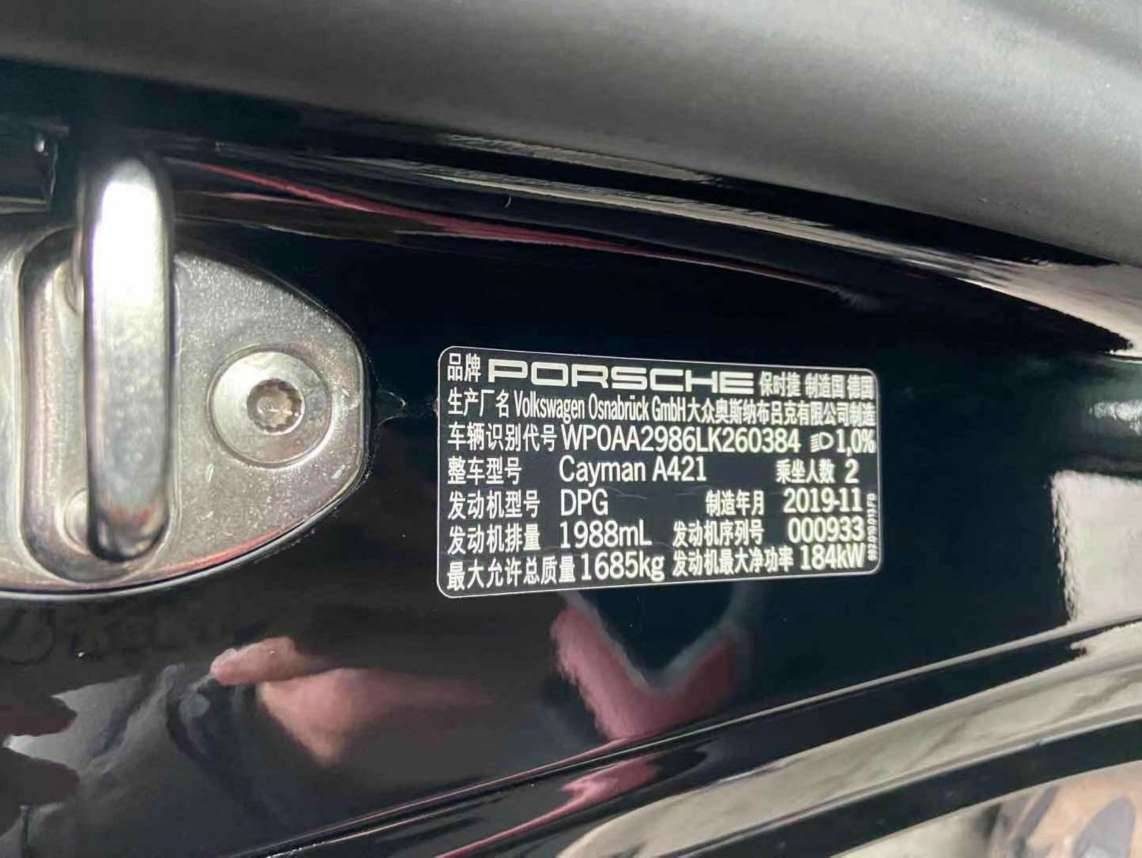 品牌 PORSCHE 保时捷 制造国 德国
生产厂名 Volkswagen Osnabrück GmbH 大众奥斯纳布吕克有限公司制造
车辆识别代号 WP0AA2986LK260384 1,0%
整车型号 Cayman A421 乘坐人数 2
发动机型号 DPG 制造年月 2019-11
发动机排量 1988mL 发动机序列号 000933
最大允许总质量 1685kg 发动机最大净功率 184kW